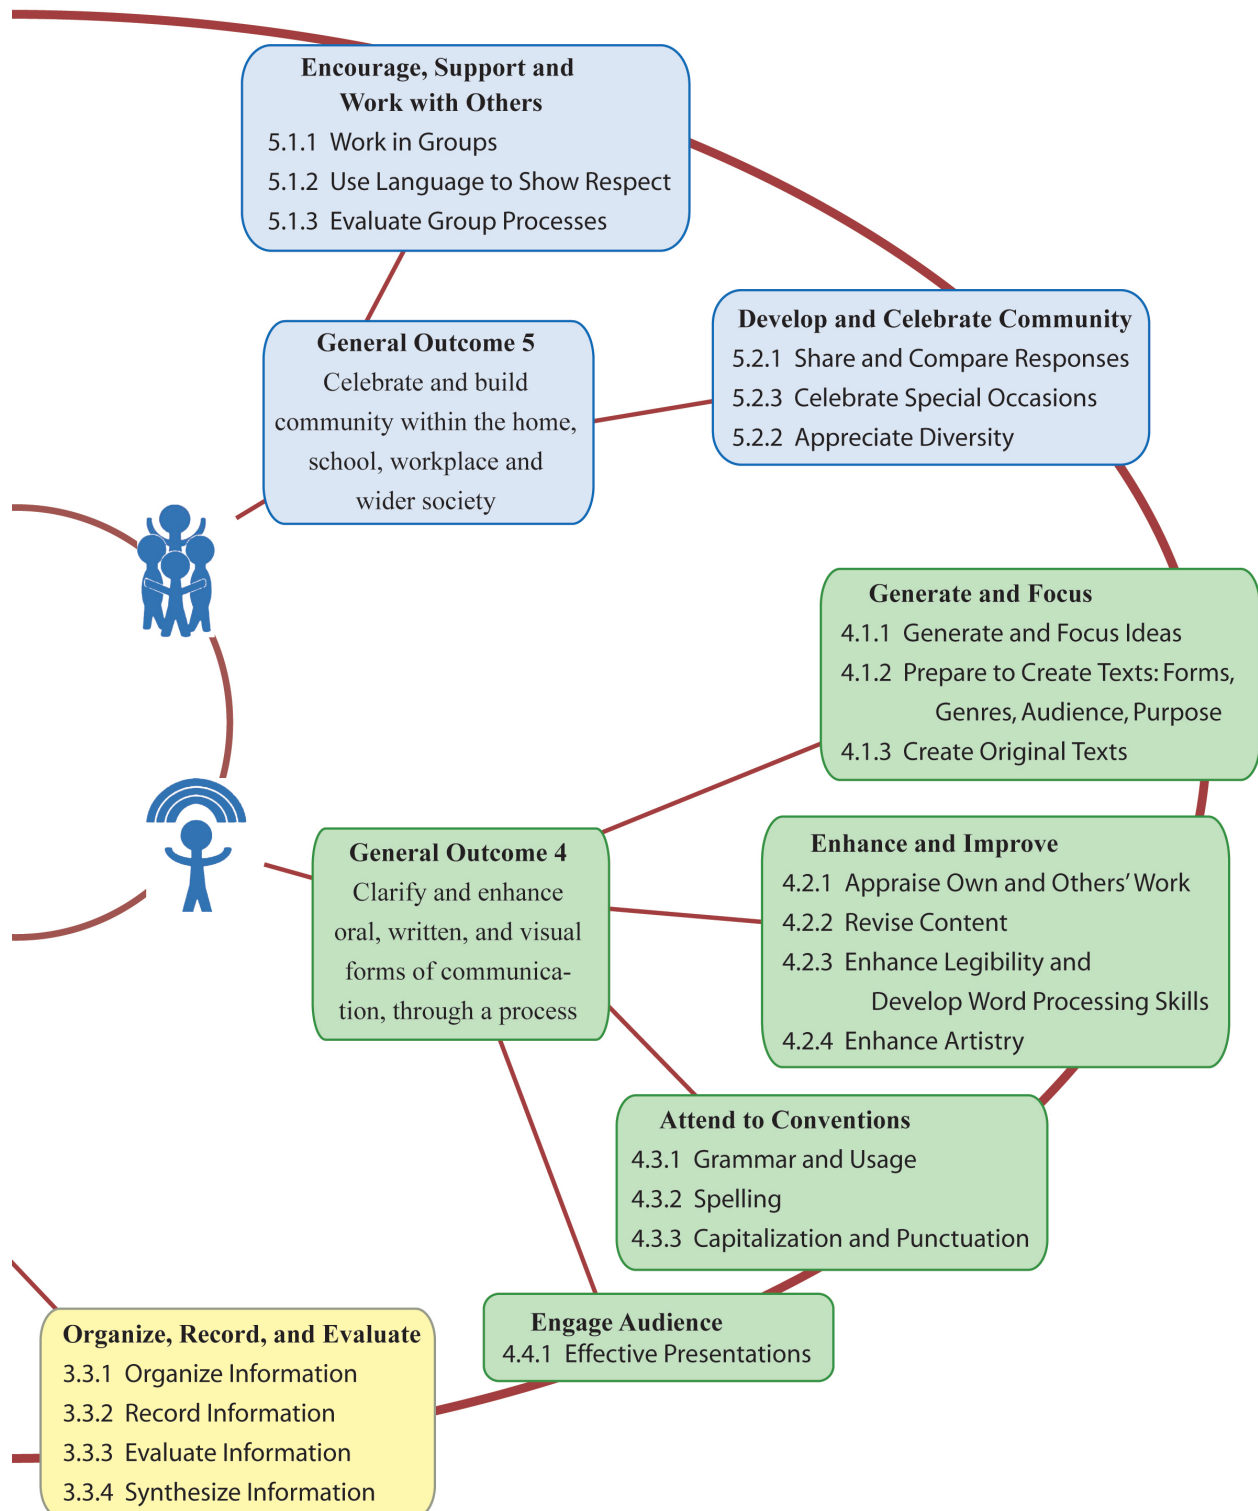 Encourage, Support and
Work with Others
5.1.1 Work in Groups
5.1.2 Use Language to Show Respect
5.1.3 Evaluate Group Processes
General Outcome 5
Celebrate and build
community within the home,
school, workplace and
wider society
Develop and Celebrate Community
5.2.1 Share and Compare Responses
5.2.3 Celebrate Special Occasions
5.2.2 Appreciate Diversity
Generate and Focus
4.1.1 Generate and Focus Ideas
4.1.2 Prepare to Create Texts: Forms,
Genres, Audience, Purpose
4.1.3 Create Original Texts
General Outcome 4
Clarify and enhance
oral, written, and visual
forms of communica-
tion, through a process
Enhance and Improve
4.2.1 Appraise Own and Others' Work
4.2.2 Revise Content
4.2.3 Enhance Legibility and
Develop Word Processing Skills
4.2.4 Enhance Artistry
Attend to Conventions
4.3.1 Grammar and Usage
4.3.2 Spelling
4.3.3 Capitalization and Punctuation
Engage Audience
4.4.1 Effective Presentations
Organize, Record, and Evaluate
3.3.1 Organize Information
3.3.2 Record Information
3.3.3 Evaluate Information
3.3.4 Synthesize Information